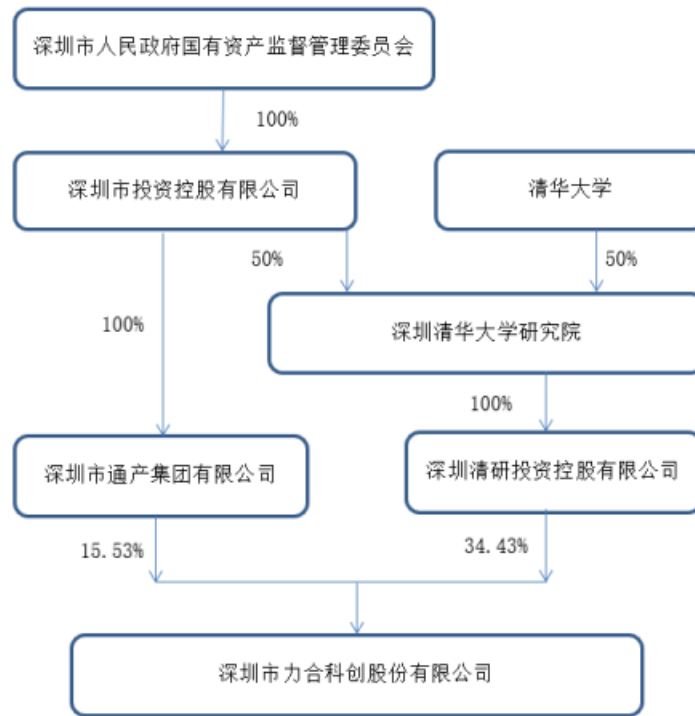 深圳市人民政府国有资产监督管理委员会
100%
深圳市投资控股有限公司
清华大学
50%
50%
100%
深圳清华大学研究院
100%
深圳市通产集团有限公司
深圳清研投资控股有限公司
15.53%
34.43%
深圳市力合科创股份有限公司